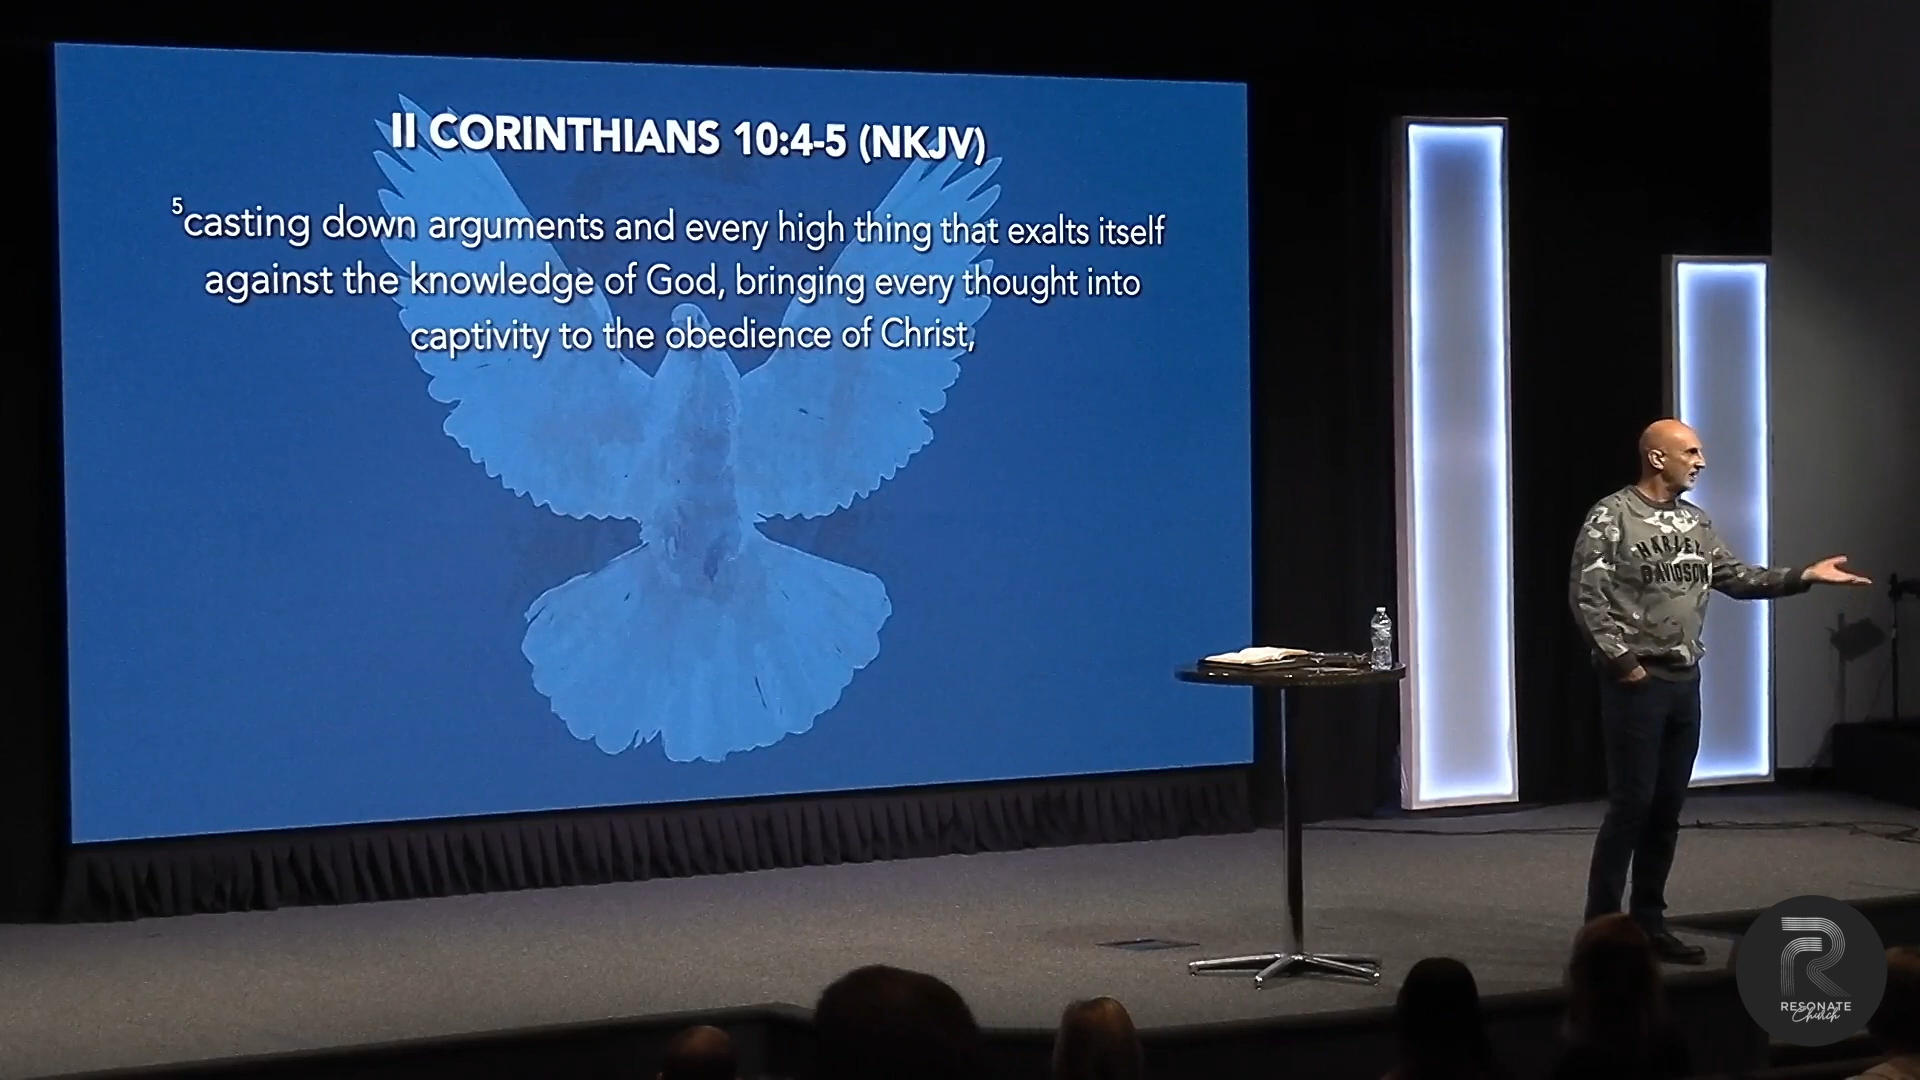 II CORINTHIANS 10:4-5 (NKJV)
5casting down arguments and every high thing that exalts itself
against the knowledge of God, bringing every thought into
captivity to the obedience of Christ,
HARLEY-
DAVIDSON
RESONATE
Church